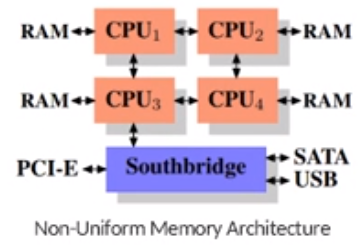 RAM CPU₁ CPU₂ RAM
RAM CPU₃ CPU₄ RAM
PCI-E Southbridge SATA
USB
Non-Uniform Memory Architecture